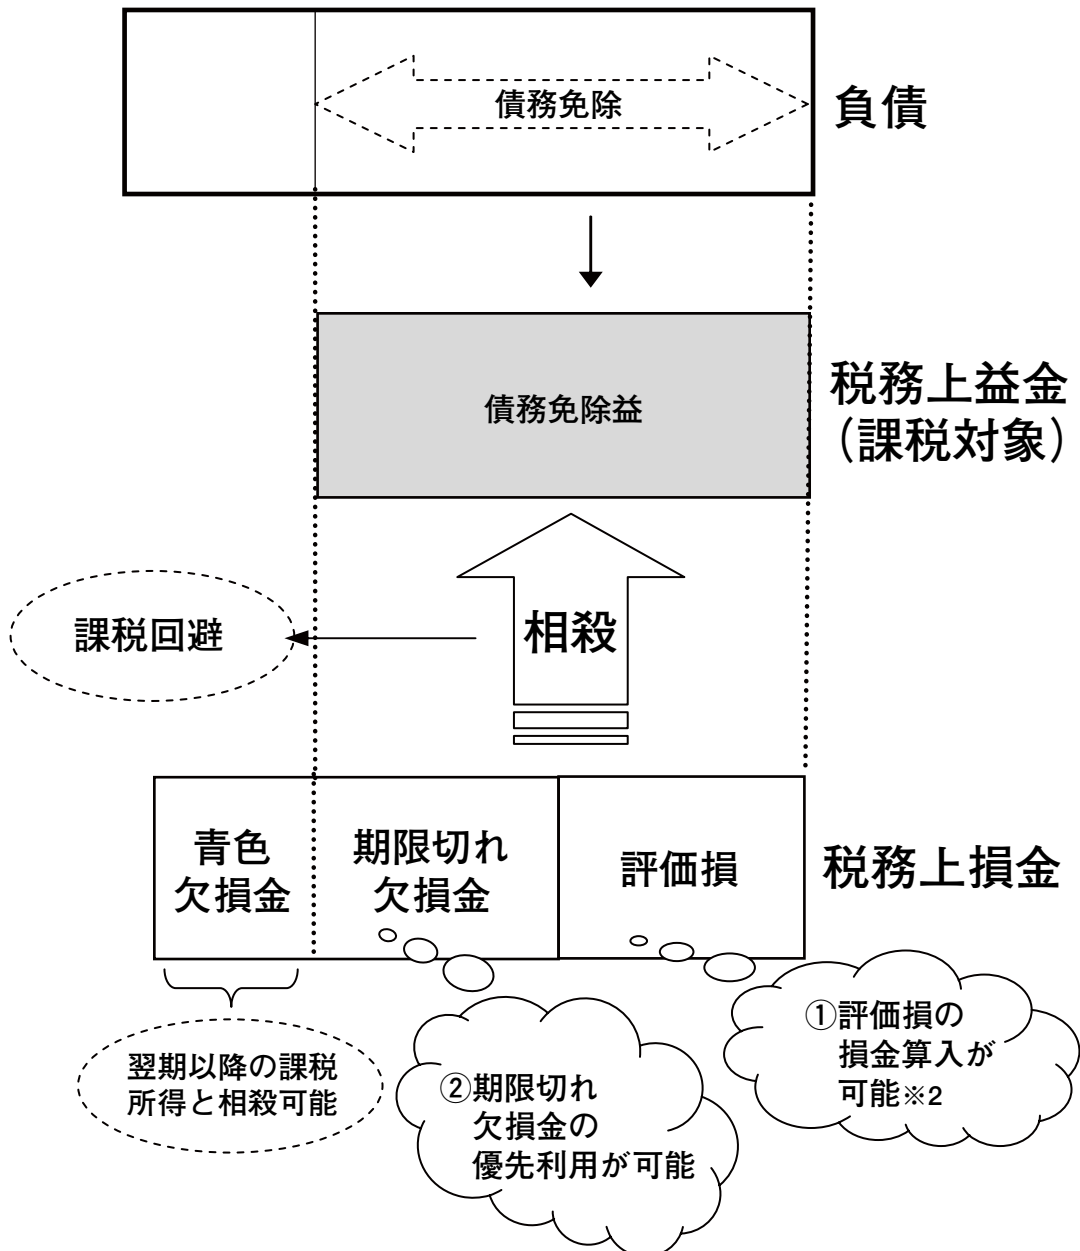 債務免除
負債
債務免除益
税務上益金
（課税対象）
課税回避
相殺
青色
欠損金
期限切れ
欠損金
評価損
税務上損金
①評価損の
損金算入が
可能※2
②期限切れ
欠損金の
優先利用が可能
翌期以降の課税
所得と相殺可能